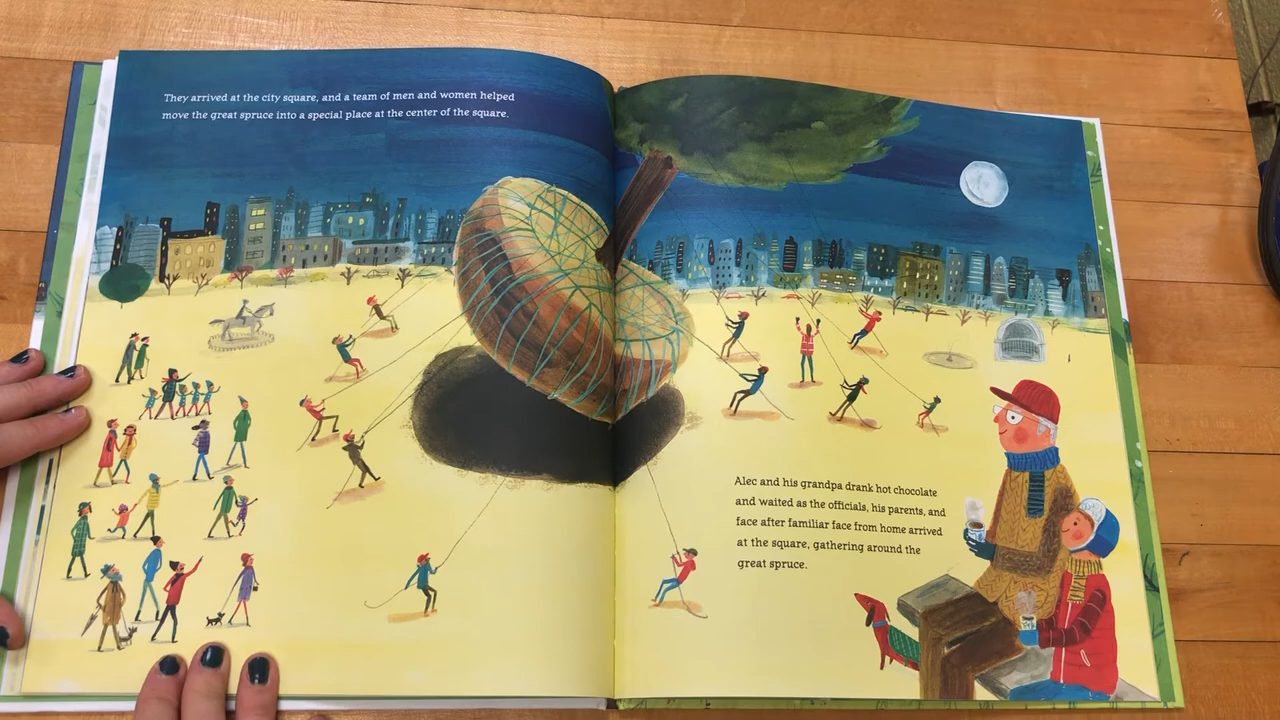 They arrived at the city square, and a team of men and women helped
move the great spruce into a special place at the center of the square.
Alec and his grandpa drank hot chocolate
and waited as the officials, his parents, and
face after familiar face from home arrived
at the square, gathering around the
great spruce.